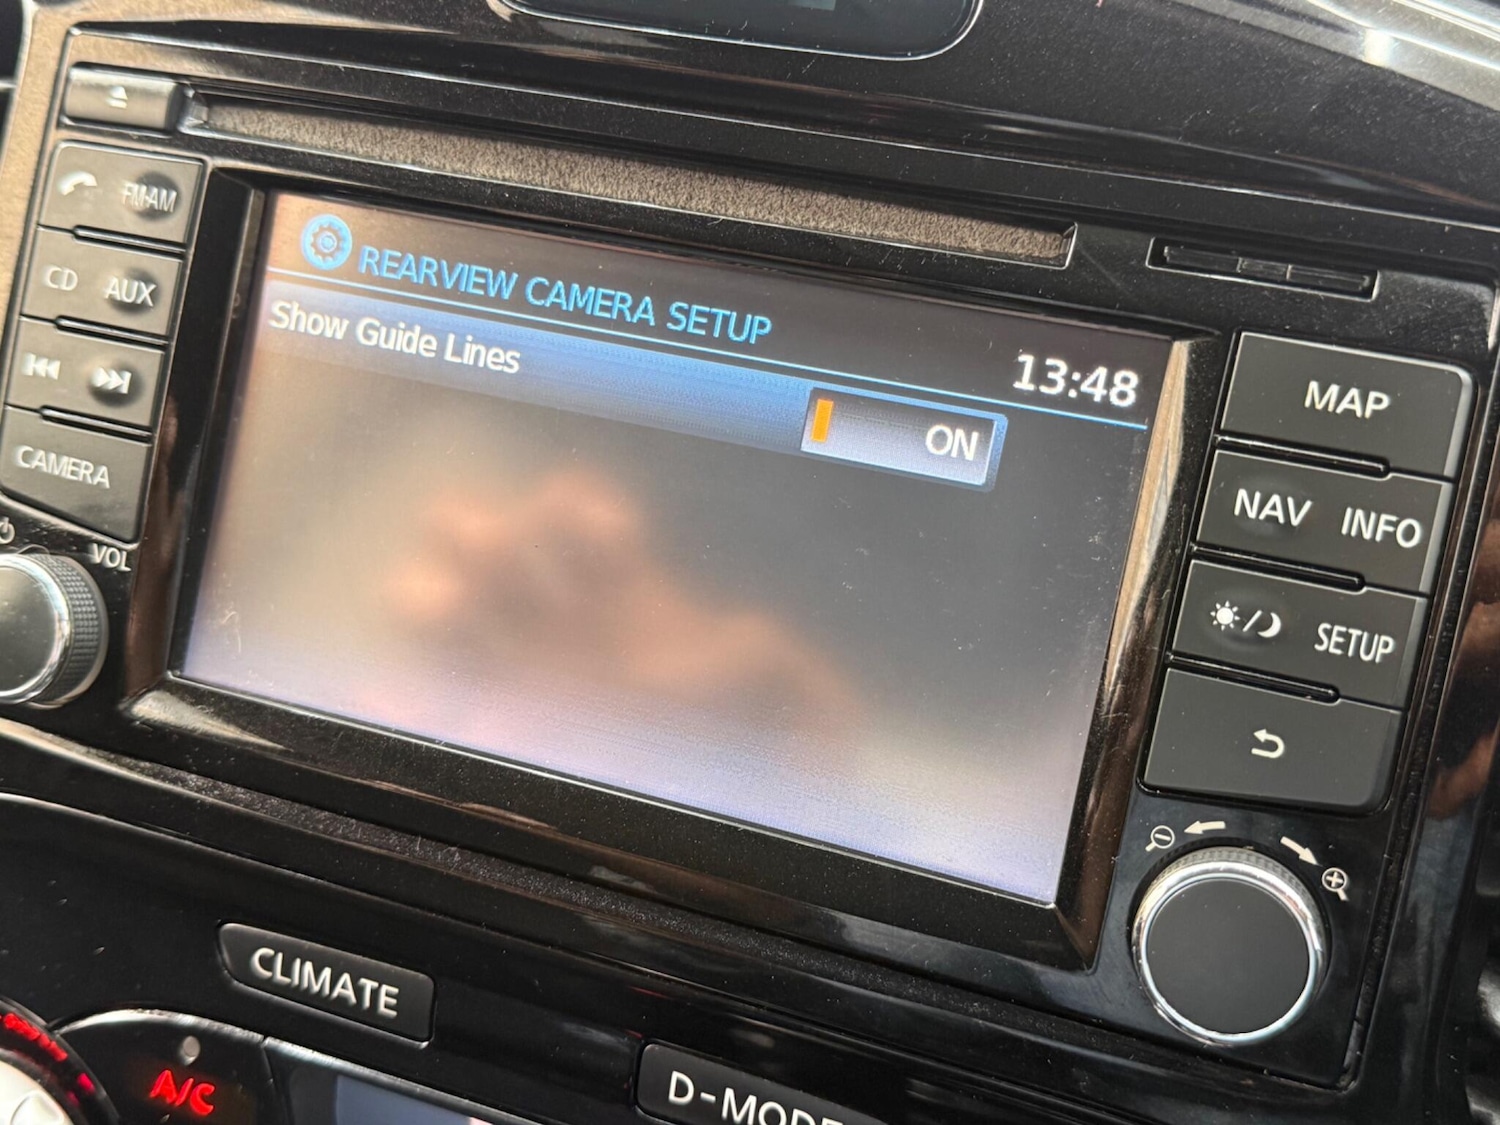 FM·AM
CD AUX
CAMERA
VOL
REARVIEW CAMERA SETUP
13:48
Show Guide Lines
ON
MAP
NAV INFO
SETUP
CLIMATE
A/C
D-MODE